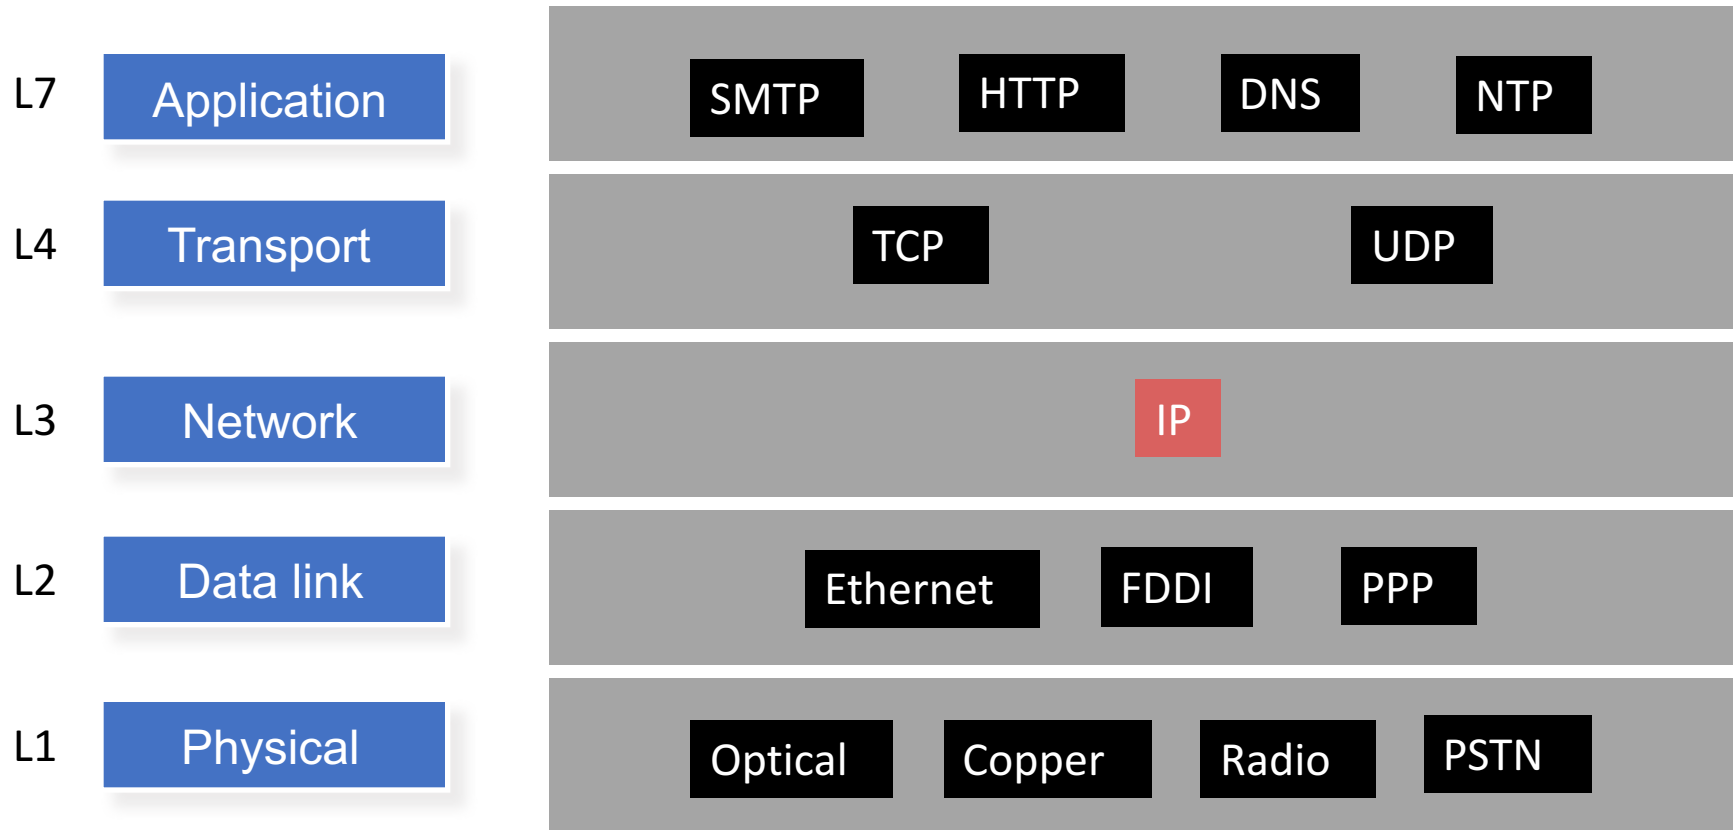 L7 Application SMTP HTTP DNS NTP
L4 Transport TCP UDP
L3 Network IP
L2 Data link Ethernet FDDI PPP
L1 Physical Optical Copper Radio PSTN